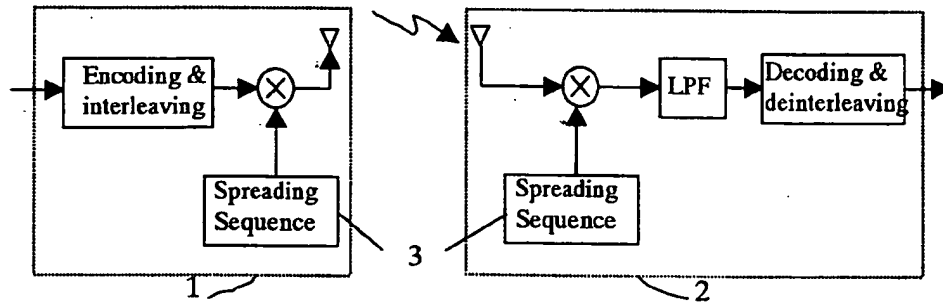 Encoding &
interleaving
Spreading
Sequence
1
3
LPF
Decoding &
deinterleaving
Spreading
Sequence
2